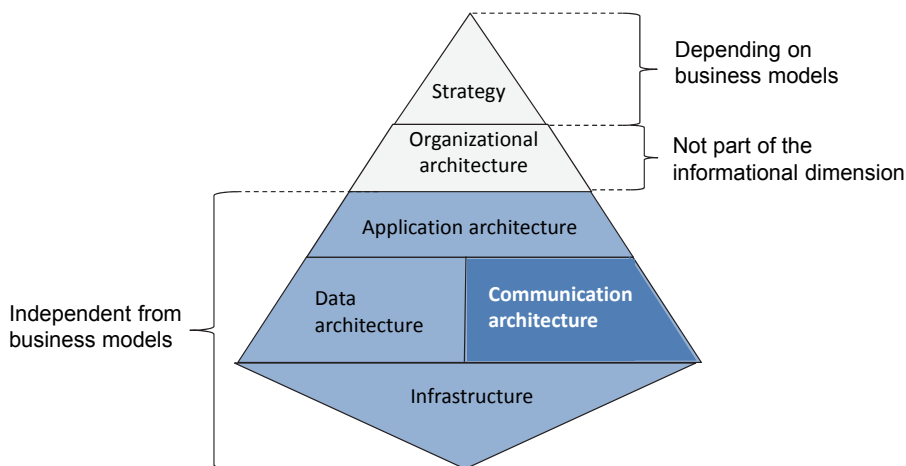 Depending on
business models
Strategy
Organizational
architecture
Not part of the
informational dimension
Application architecture
Independent from
business models
Data
architecture
Communication
architecture
Infrastructure